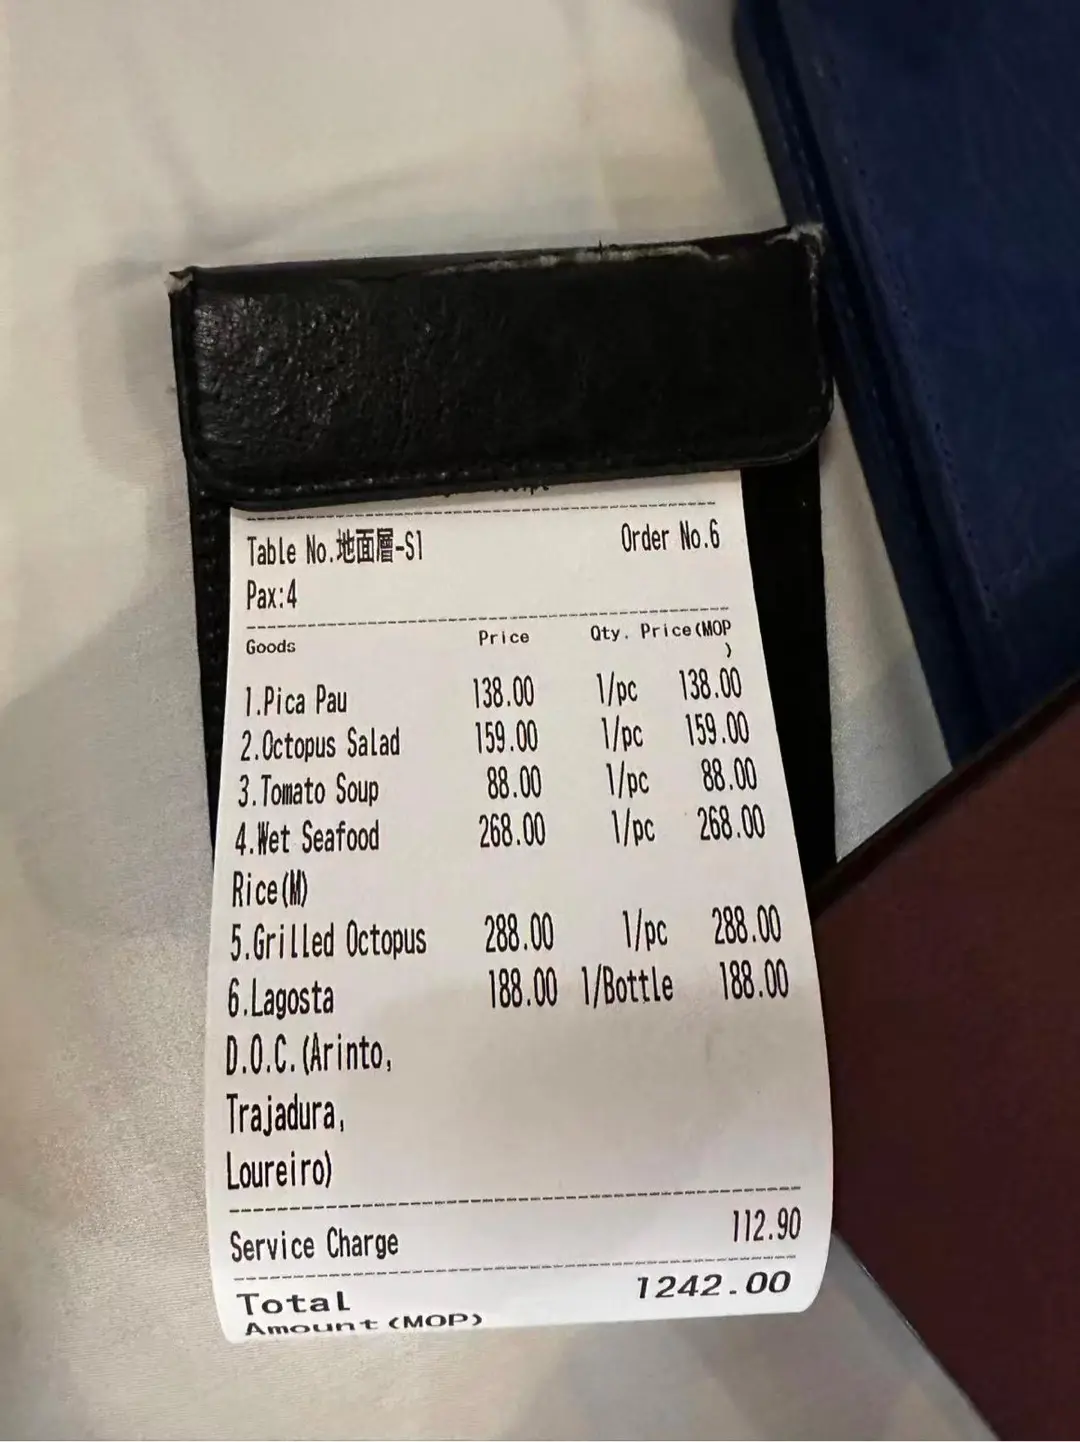 Table No.地面層-S1 Order No.6
Pax:4
Goods Price Qty. Price(MOP
)
1.Pica Pau 138.00 1/pc 138.00
2.Octopus Salad 159.00 1/pc 159.00
3.Tomato Soup 88.00 1/pc 88.00
4.Wet Seafood 268.00 1/pc 268.00
Rice(M)
5.Grilled Octopus 288.00 1/pc 288.00
6.Lagosta 188.00 1/Bottle 188.00
D.O.C.(Arinto,
Trajadura,
Loureiro)
Service Charge 112.90
Total 1242.00
Amount(MOP)